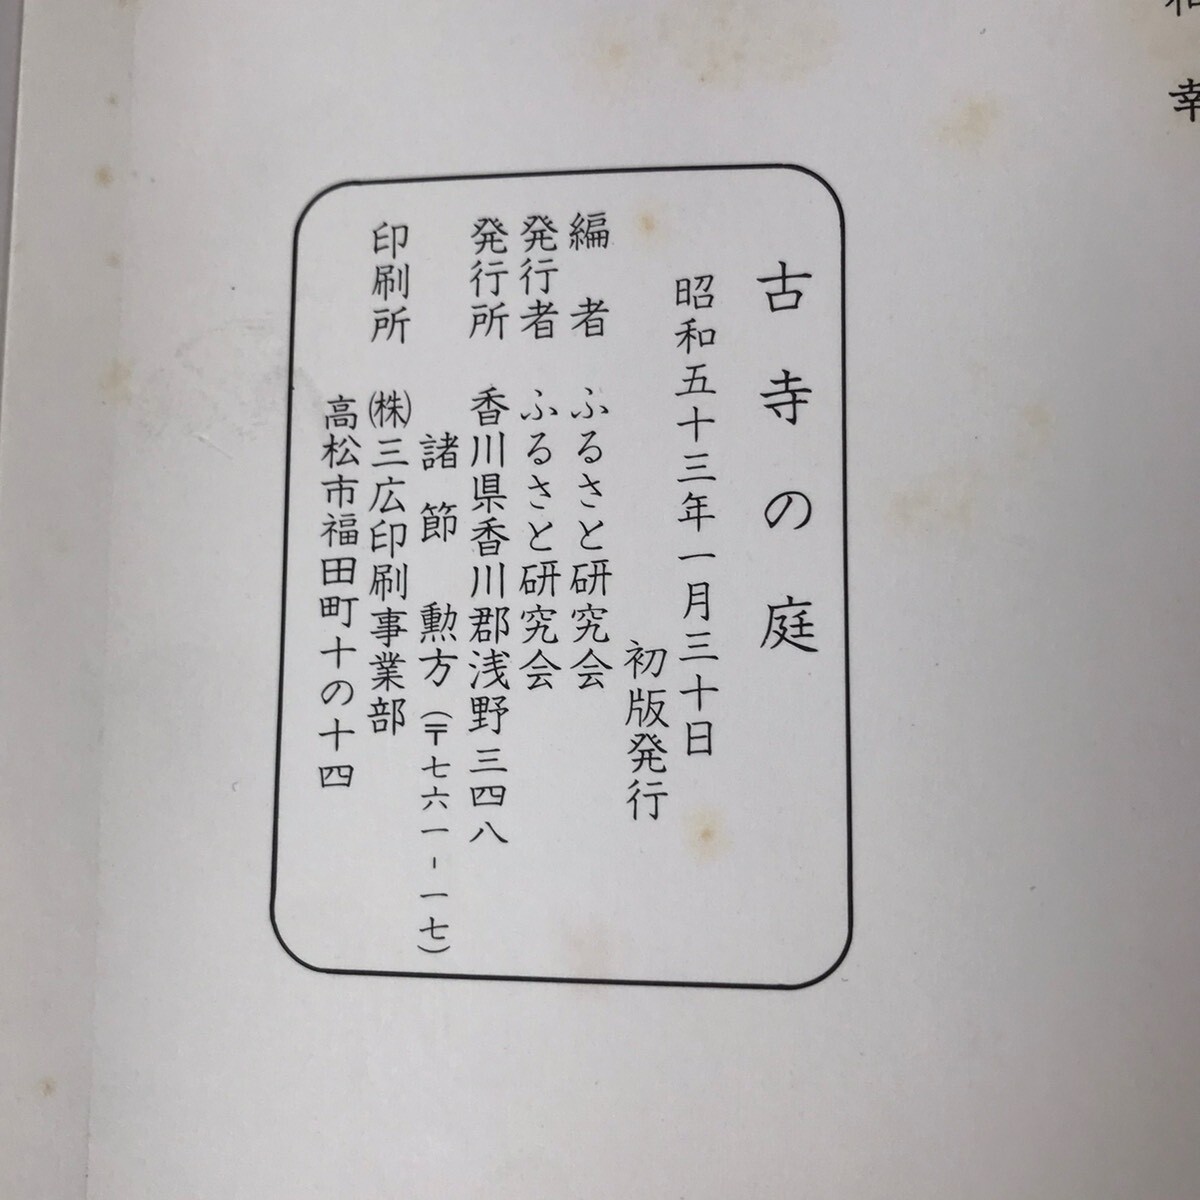 古寺の庭
昭和五十三年一月三十日
初版発行
編者 ふるさと研究会
発行者 ふるさと研究会
発行所 香川県香川郡浅野三四八
諸節勲方(〒七六一-一七)
印刷所 ㈱三広印刷事業部
高松市福田町十の十四